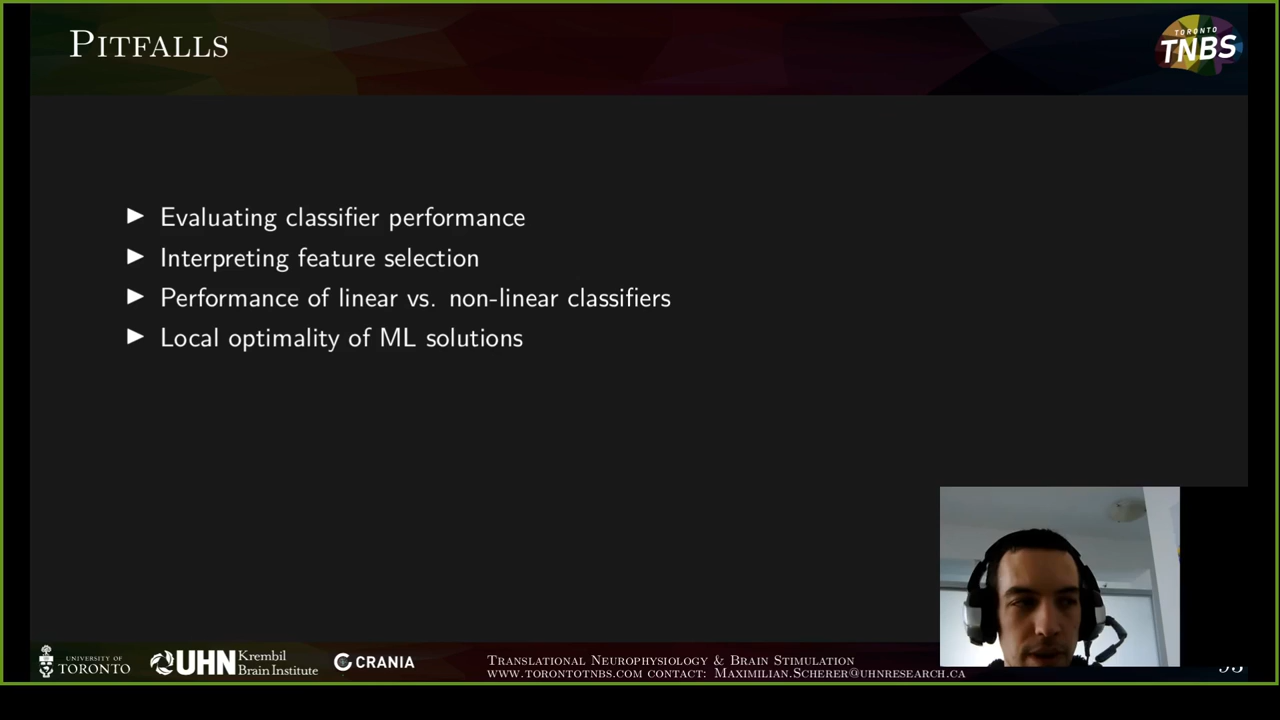 PITFALLS
TORONTO
TNBS
▶ Evaluating classifier performance
▶ Interpreting feature selection
▶ Performance of linear vs. non-linear classifiers
▶ Local optimality of ML solutions
UNIVERSITY OF
TORONTO
UHN Krembil
Brain Institute
CRANIA
TRANSLATIONAL NEUROPHYSIOLOGY & BRAIN STIMULATION
WWW.TORONTOTNBS.COM CONTACT: MAXIMILIAN.SCHERER@UHNRESEARCH.CA